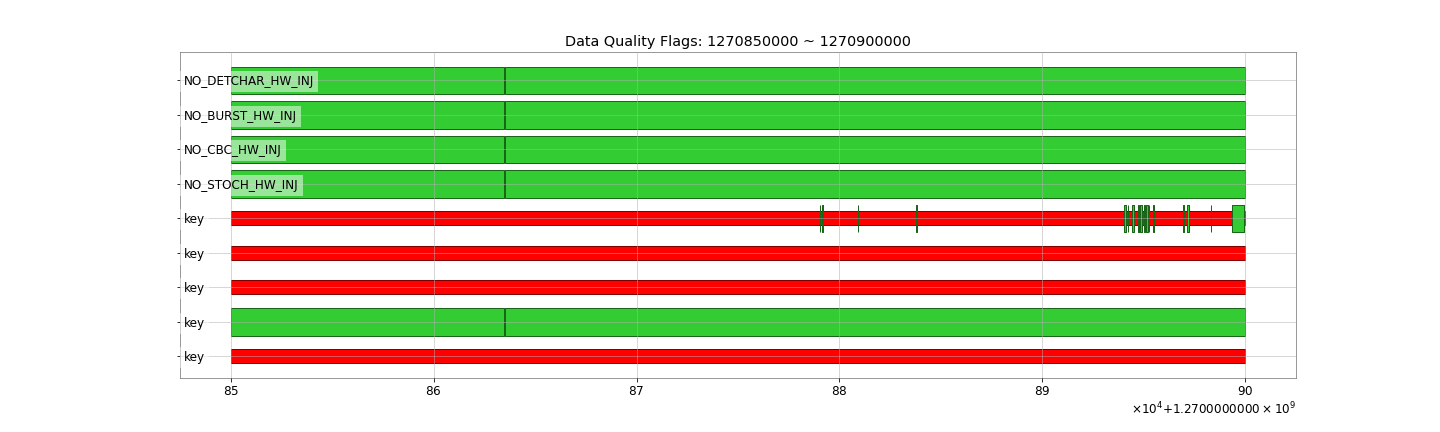 Data Quality Flags: 1270850000 ~ 1270900000
NO_DETCHAR_HW_INJ
NO_BURST_HW_INJ
NO_CBC_HW_INJ
NO_STOCH_HW_INJ
key
key
key
key
key
85 86 87 88 89 90
×10⁴+1.2700000000 × 10⁹